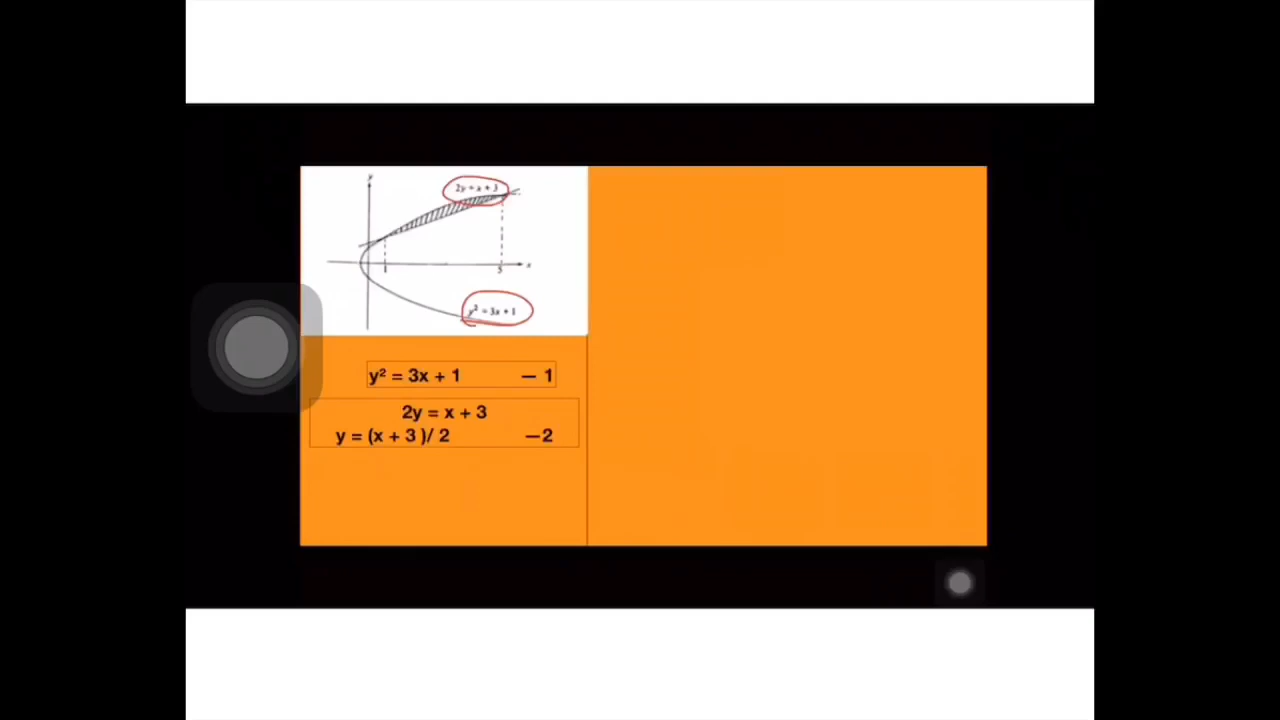 y
2y = x + 3
1
5
x
y² = 3x + 1
y² = 3x + 1 — 1
2y = x + 3
y = (x + 3 )/ 2 —2